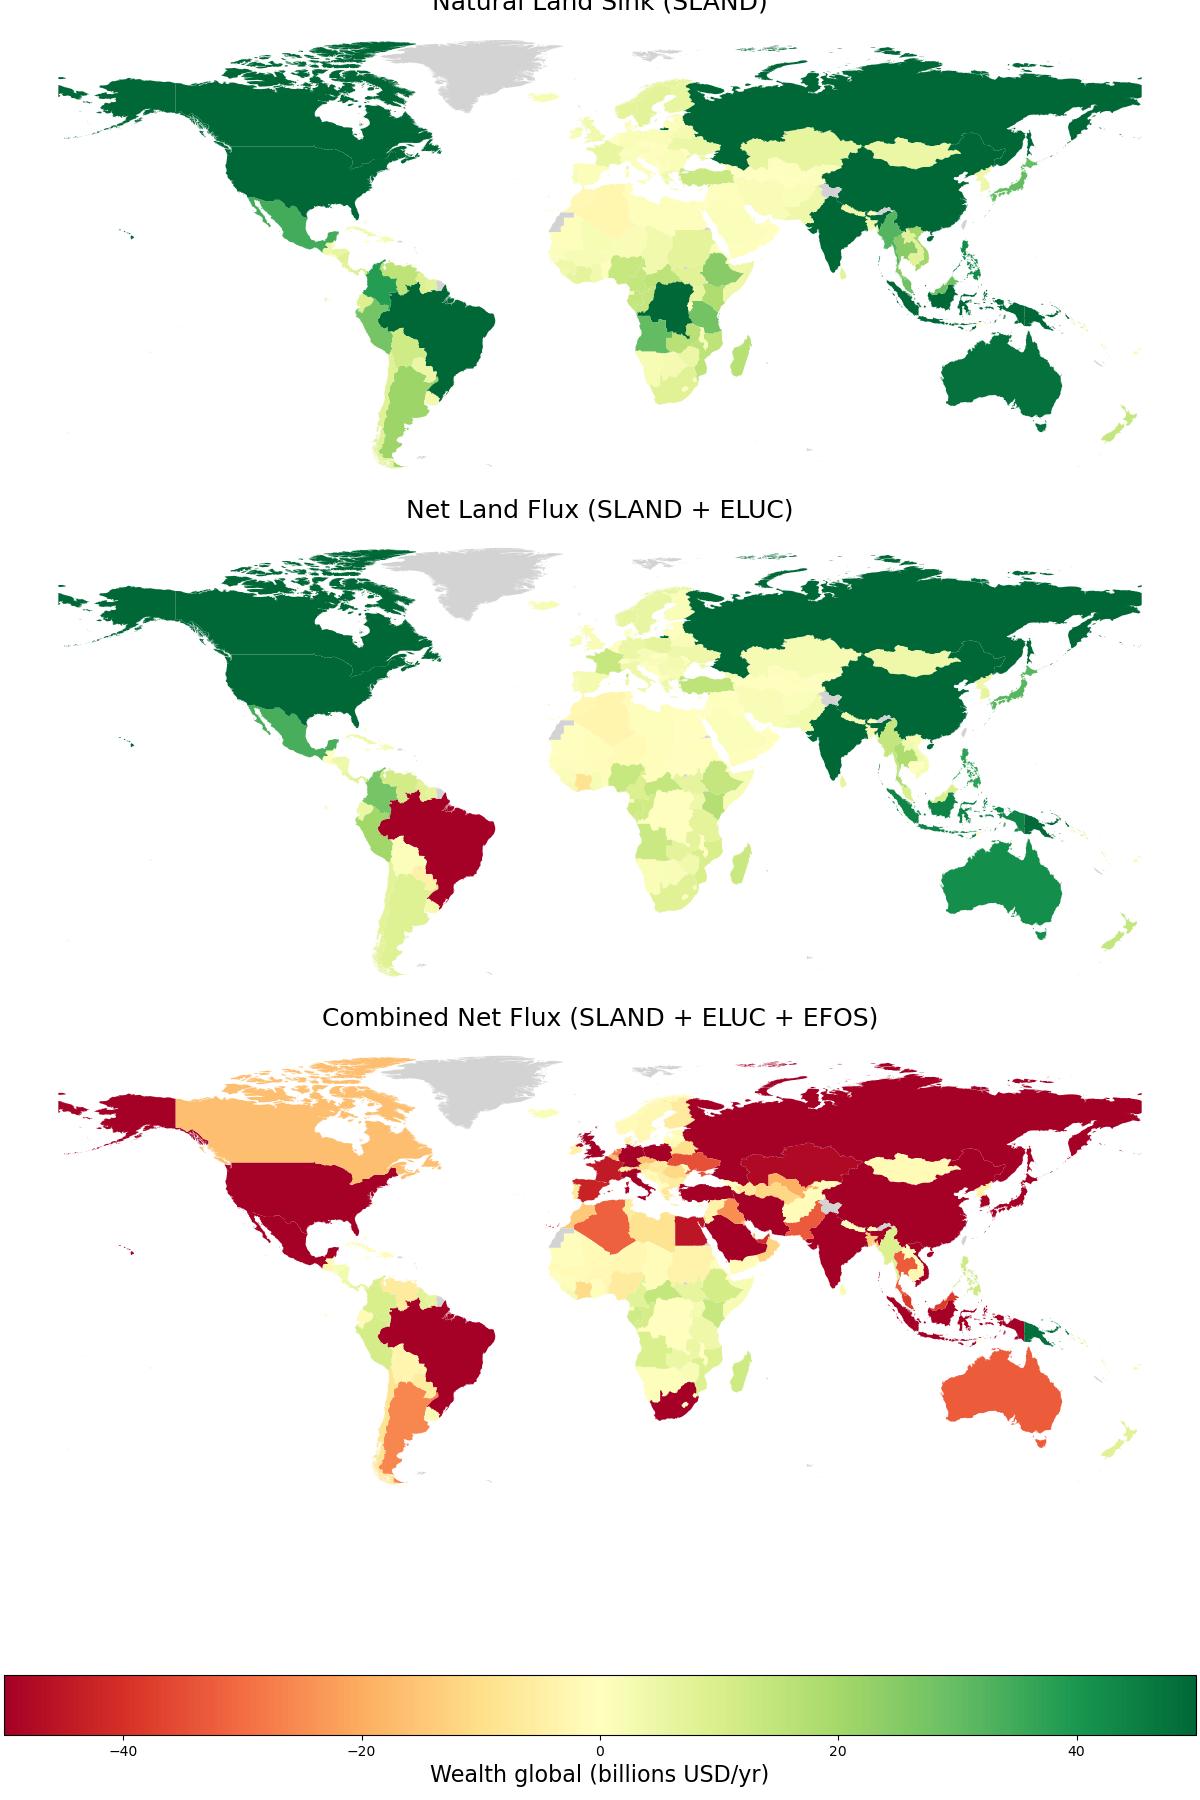 Natural Land Sink (SLAND)
Net Land Flux (SLAND + ELUC)
Combined Net Flux (SLAND + ELUC + EFOS)
−40 −20 0 20 40
Wealth global (billions USD/yr)